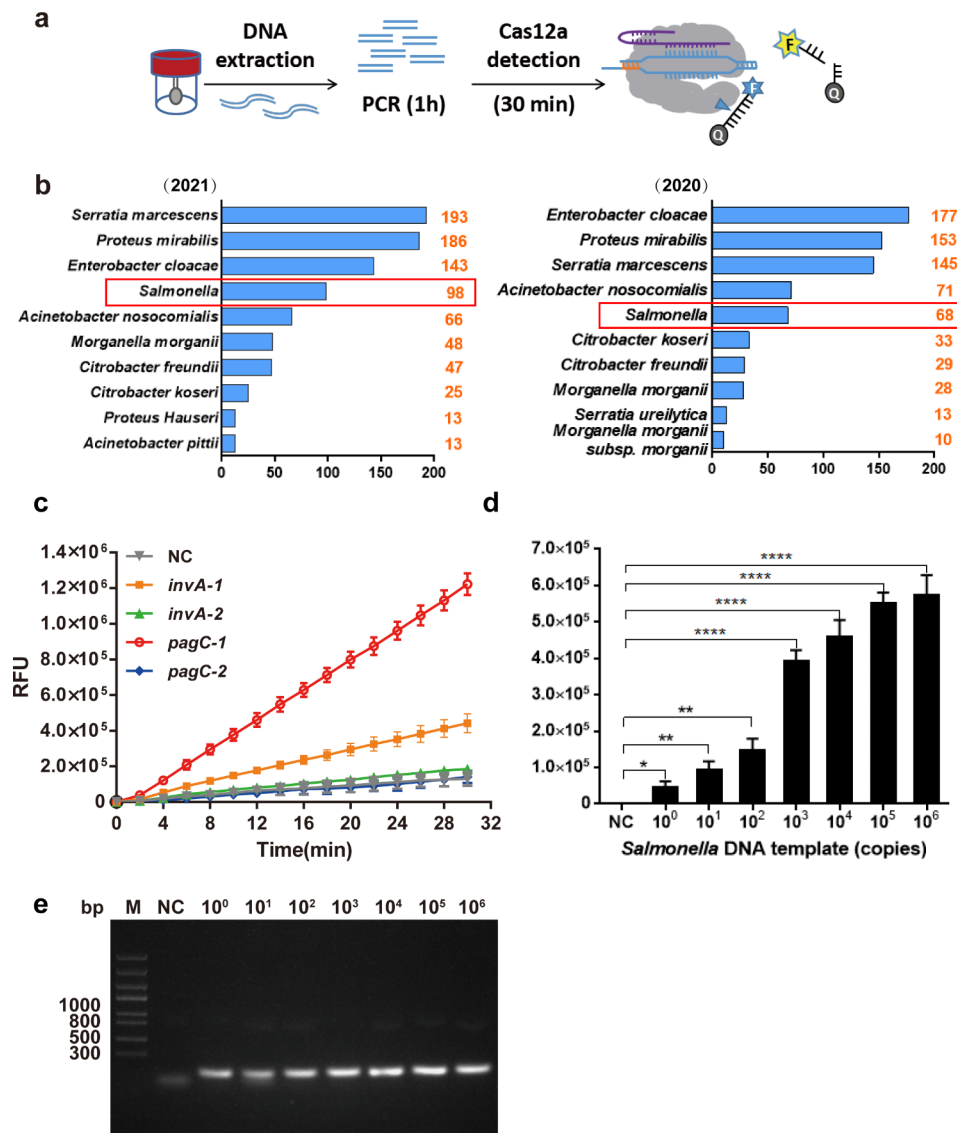 a
DNA extraction
PCR (1h)
Cas12a detection
(30 min)
F
Q
F
Q
b
（2021）
Serratia marcescens 193
Proteus mirabilis 186
Enterobacter cloacae 143
Salmonella 98
Acinetobacter nosocomialis 66
Morganella morganii 48
Citrobacter freundii 47
Citrobacter koseri 25
Proteus Hauseri 13
Acinetobacter pittii 13
0 50 100 150 200
（2020）
Enterobacter cloacae 177
Proteus mirabilis 153
Serratia marcescens 145
Acinetobacter nosocomialis 71
Salmonella 68
Citrobacter koseri 33
Citrobacter freundii 29
Morganella morganii 28
Serratia ureilytica 13
Morganella morganii
subsp. morganii 10
0 50 100 150 200
c
RFU
1.4×10⁶
1.2×10⁶
1.0×10⁶
8.0×10⁵
6.0×10⁵
4.0×10⁵
2.0×10⁵
0
NC
invA-1
invA-2
pagC-1
pagC-2
0 4 8 12 16 20 24 28 32
Time(min)
d
7.0×10⁵
6.0×10⁵
5.0×10⁵
4.0×10⁵
3.0×10⁵
2.0×10⁵
1.0×10⁵
0
****
****
****
****
**
**
*
NC 10⁰ 10¹ 10² 10³ 10⁴ 10⁵ 10⁶
Salmonella DNA template (copies)
e
bp M NC 10⁰ 10¹ 10² 10³ 10⁴ 10⁵ 10⁶
1000
800
500
300